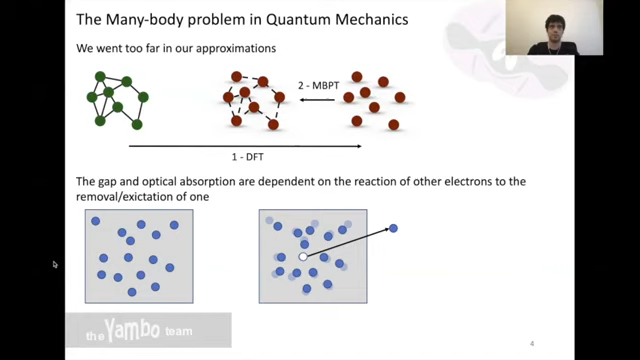 The Many-body problem in Quantum Mechanics
We went too far in our approximations
2 - MBPT
1 - DFT
The gap and optical absorption are dependent on the reaction of other electrons to the
removal/exictation of one
the Yambo team
4